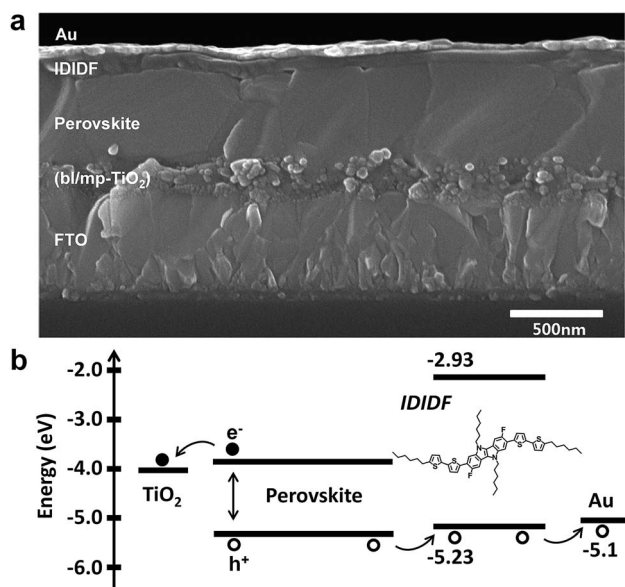 a
Au
IDIDF
Perovskite
(bl/mp-TiO₂)
FTO
500nm
b
Energy (eV)
-2.0
-3.0
-4.0
-5.0
-6.0
TiO₂
e⁻
Perovskite
h⁺
-2.93
IDIDF
F
N
S
S
S
S
N
F
-5.23
Au
-5.1